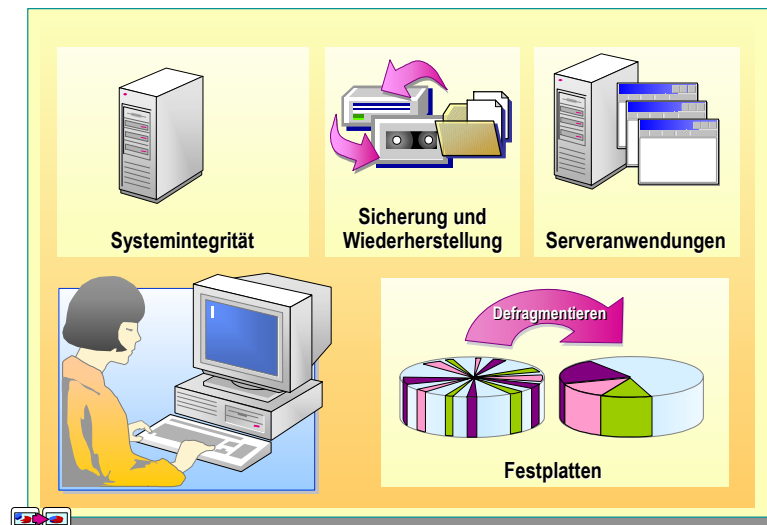 Systemintegrität
Sicherung und
Wiederherstellung
Serveranwendungen
Defragmentieren
Festplatten